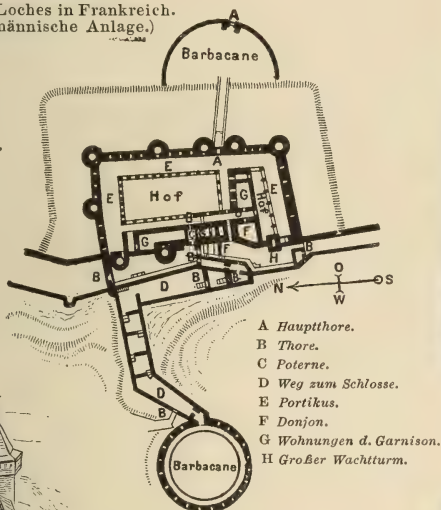 Loches in Frankreich.
männische Anlage.)
A
Barbacane
A
E
E
Hof
G
E
Hof
B
G
F
F
H
B
B
B
D
B
B
N
O
S
W
D
B
Barbacane
A Hauptthore.
B Thore.
C Poterne.
D Weg zum Schlosse.
E Portikus.
F Donjon.
G Wohnungen d. Garnison.
H Großer Wachtturm.